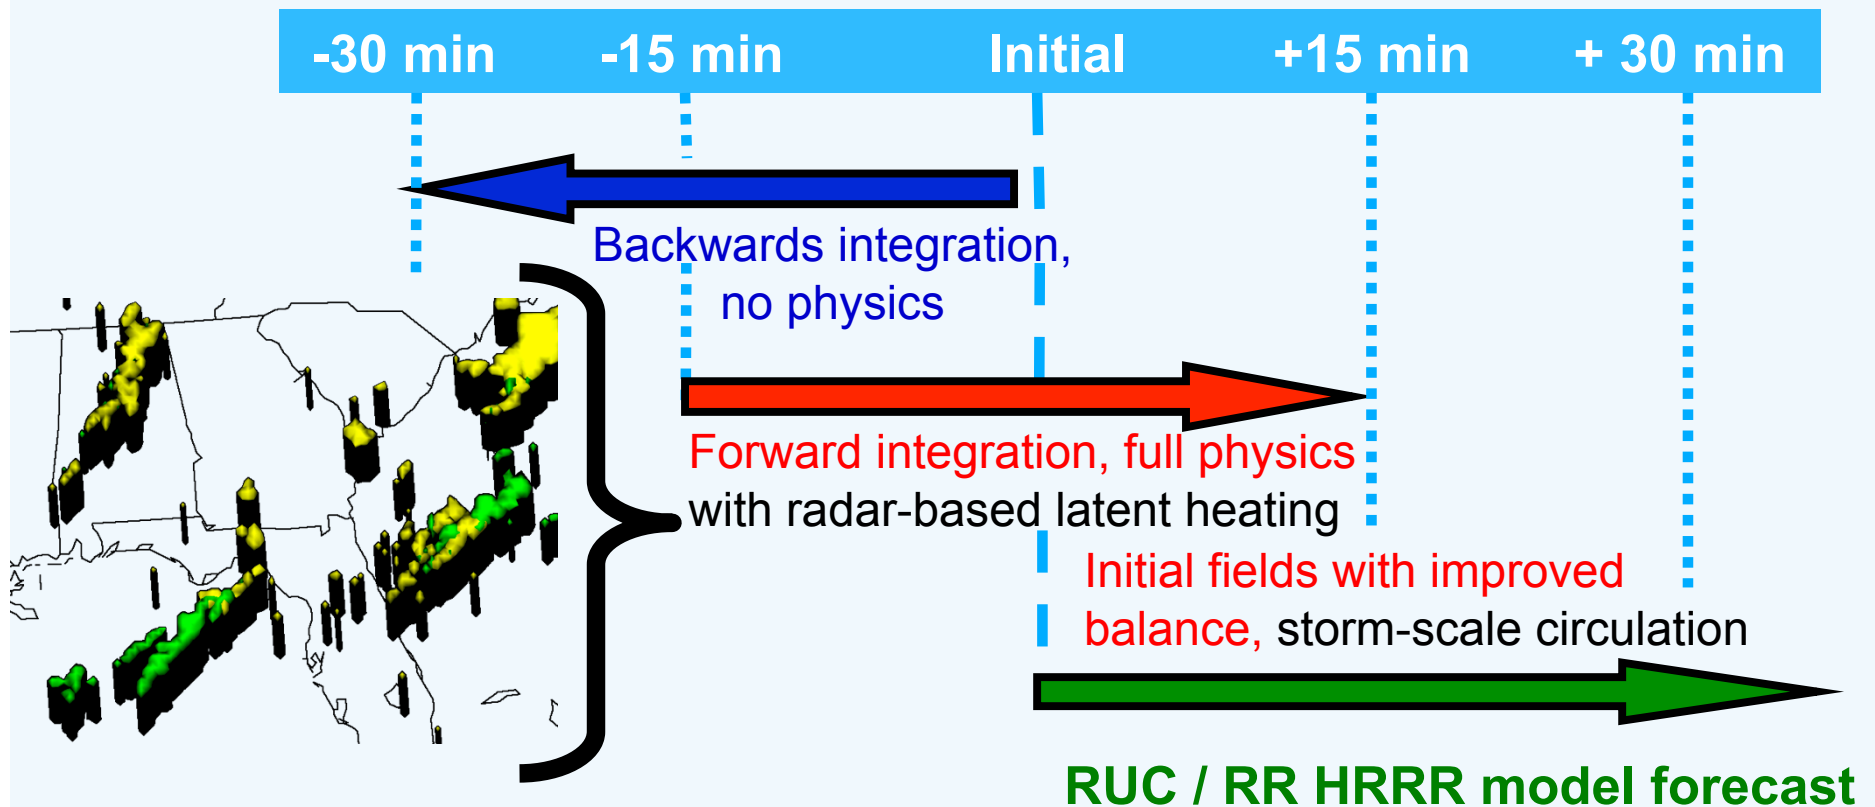 -30 min -15 min Initial +15 min + 30 min
Backwards integration,
no physics
Forward integration, full physics
with radar-based latent heating
Initial fields with improved
balance, storm-scale circulation
RUC / RR HRRR model forecast